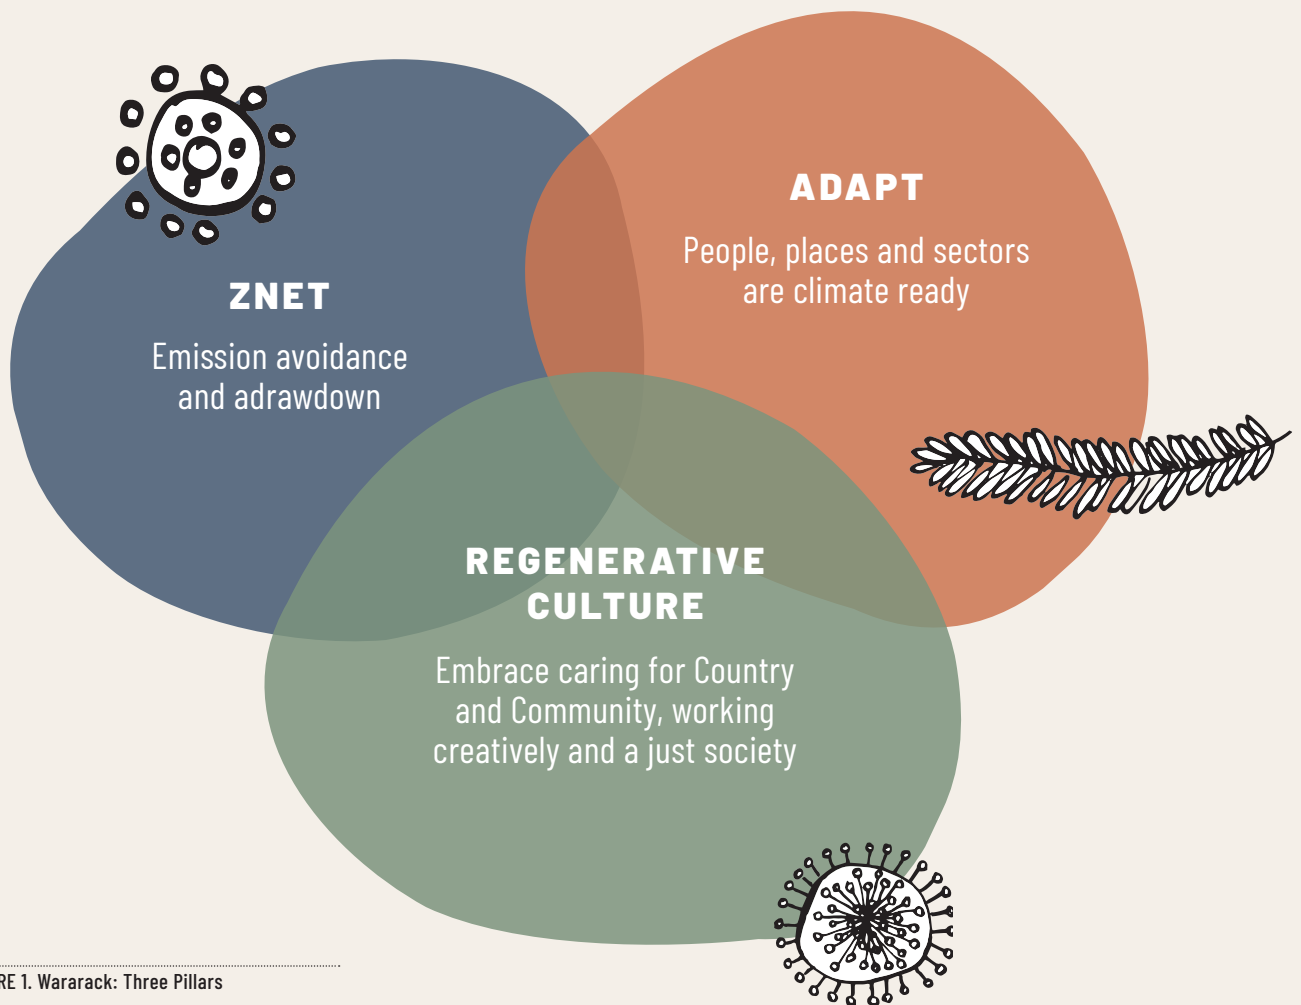 ZNET
Emission avoidance
and adrawdown
ADAPT
People, places and sectors
are climate ready
REGENERATIVE
CULTURE
Embrace caring for Country
and Community, working
creatively and a just society
RE 1. Wararack: Three Pillars